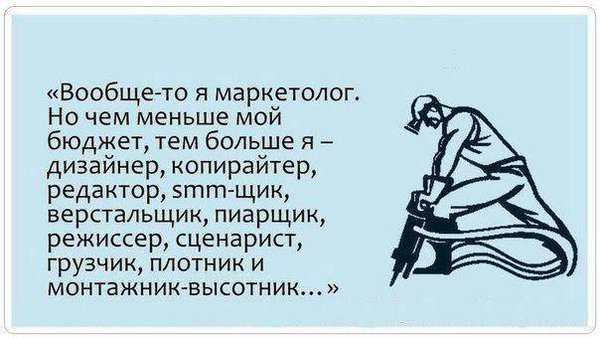 «Вообще-то я маркетолог.
Но чем меньше мой
бюджет, тем больше я –
дизайнер, копирайтер,
редактор, smm-щик,
верстальщик, пиарщик,
режиссер, сценарист,
грузчик, плотник и
монтажник-высотник...»